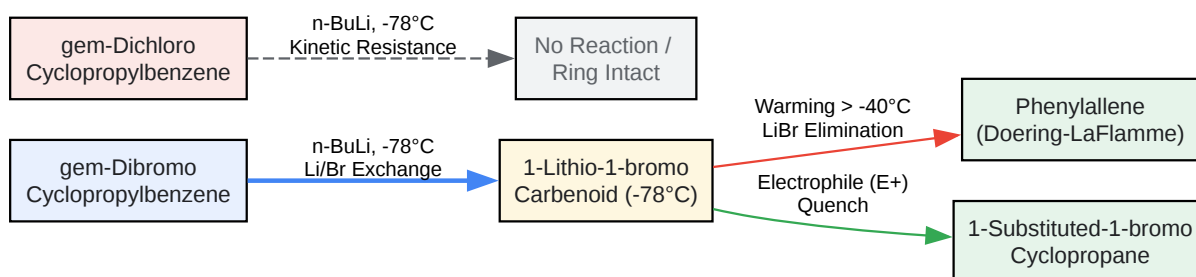 gem-Dichloro
Cyclopropylbenzene
n-BuLi, -78°C
Kinetic Resistance
No Reaction /
Ring Intact
gem-Dibromo
Cyclopropylbenzene
n-BuLi, -78°C
Li/Br Exchange
1-Lithio-1-bromo
Carbenoid (-78°C)
Warming > -40°C
LiBr Elimination
Phenylallene
(Doering-LaFlamme)
Electrophile (E+)
Quench
1-Substituted-1-bromo
Cyclopropane